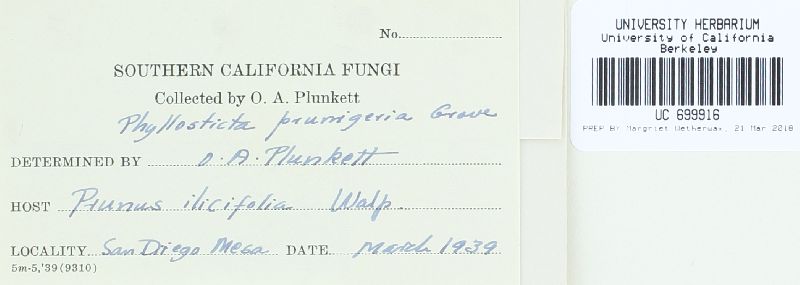 No.
SOUTHERN CALIFORNIA FUNGI
Collected by O. A. Plunkett
Phyllosticta prunigeria Grove
DETERMINED BY O. A. Plunkett
HOST Prunus ilicifolia Walp.
LOCALITY San Diego Mesa DATE March 1939
5m-5,'39(9310)
UNIVERSITY HERBARIUM
University of California
Berkeley
UC 699916
PREP BY Margriet Wetherwax, 21 Mar 2018